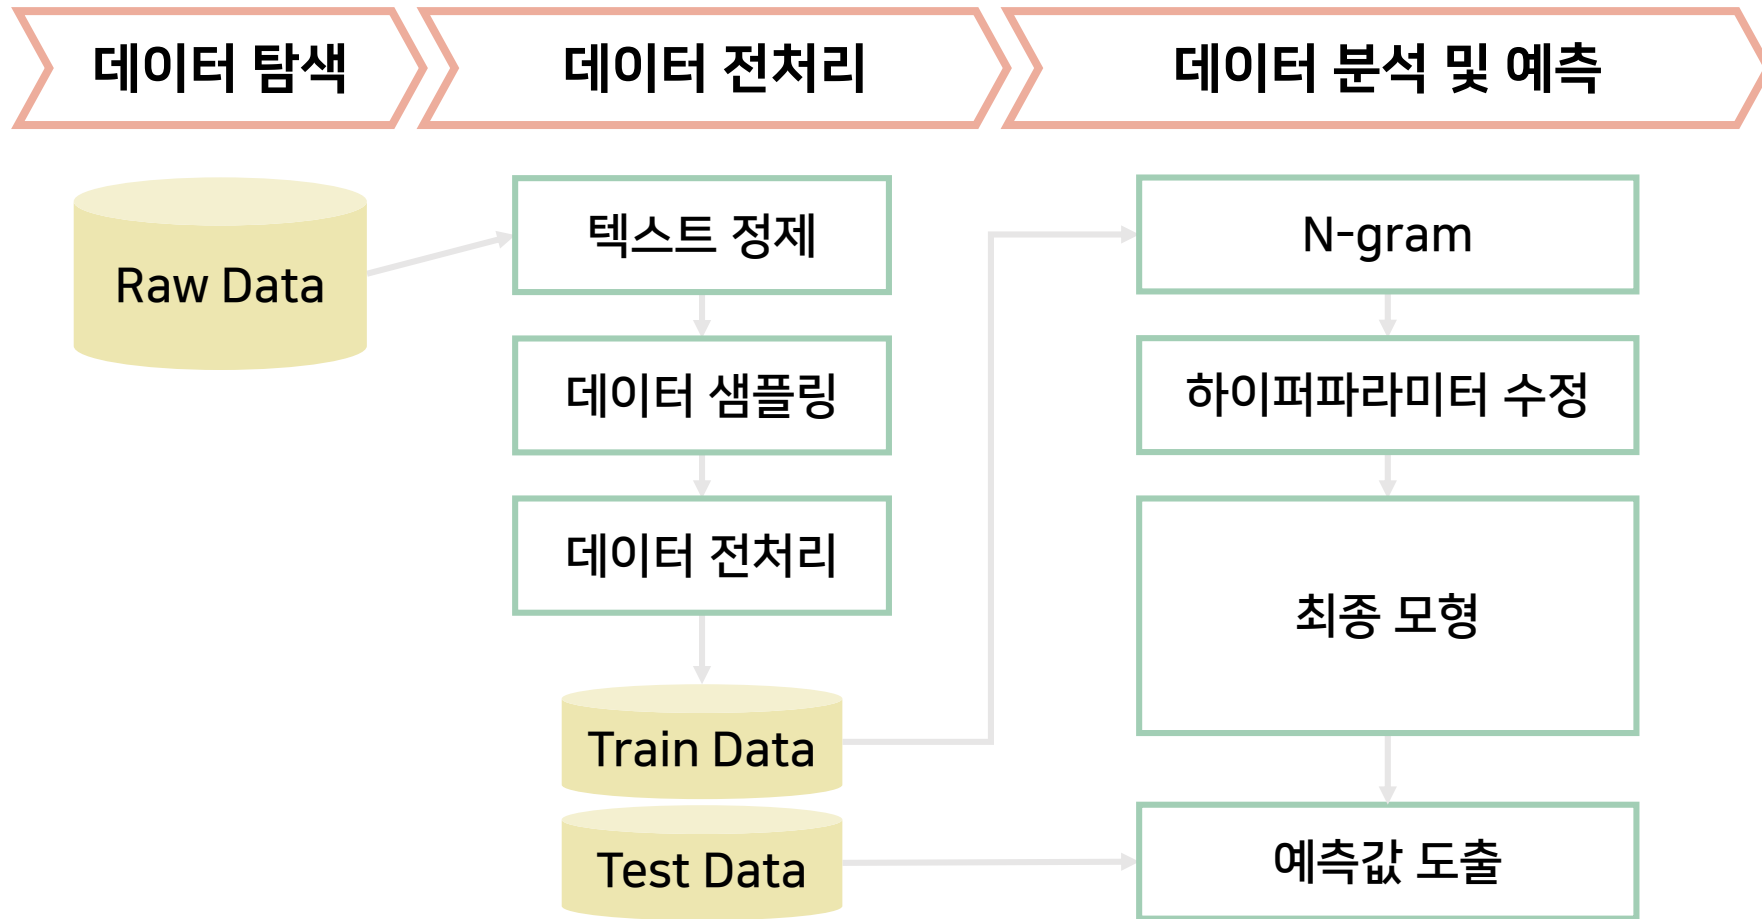 데이터 탐색
데이터 전처리
데이터 분석 및 예측
Raw Data
텍스트 정제
데이터 샘플링
데이터 전처리
Train Data
Test Data
N-gram
하이퍼파라미터 수정
최종 모형
예측값 도출